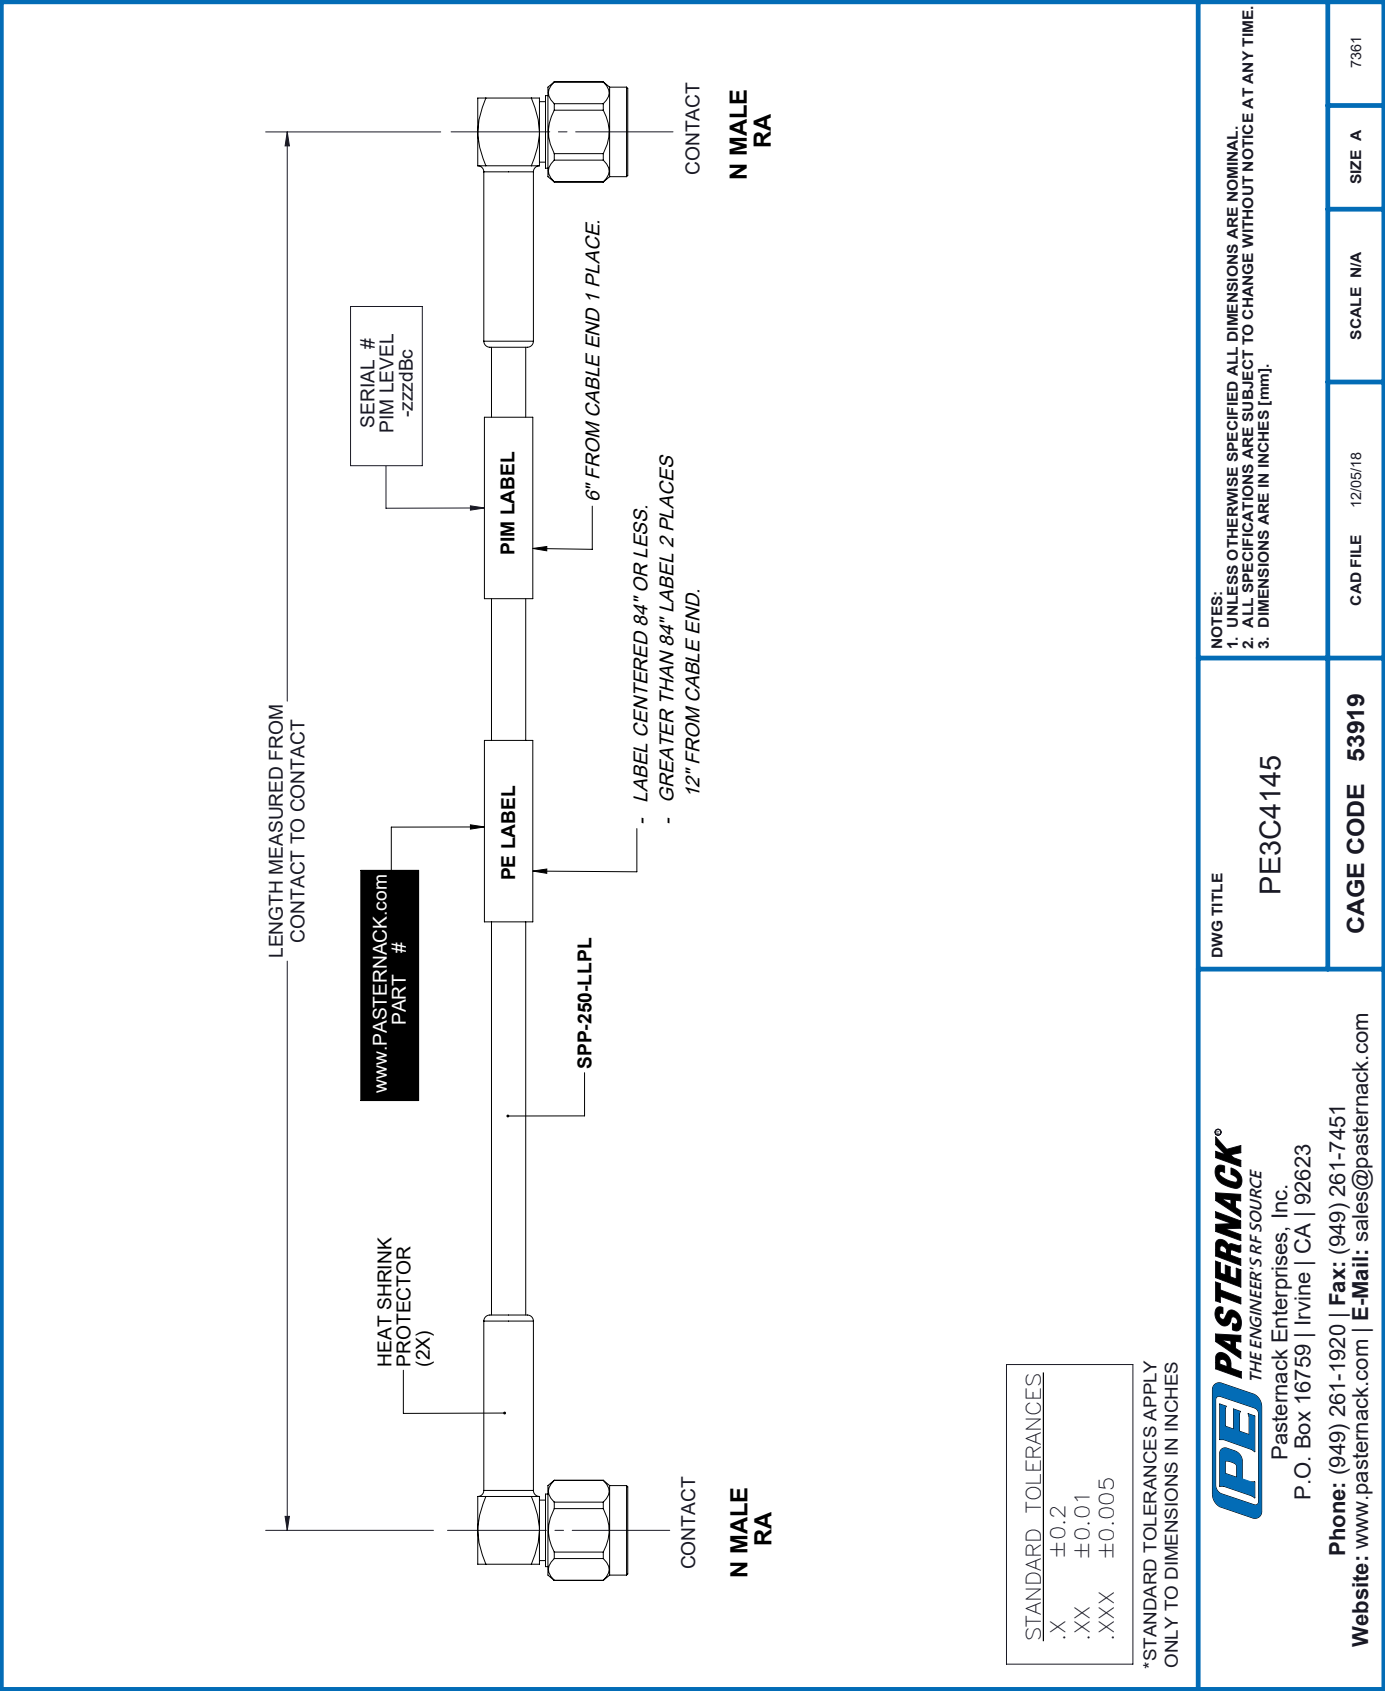 LENGTH MEASURED FROM
CONTACT TO CONTACT
HEAT SHRINK
PROTECTOR
(2X)
www.PASTERNACK.com
PART #
SERIAL #
PIM LEVEL
-zzzdBc
PE LABEL
PIM LABEL
SPP-250-LLPL
6" FROM CABLE END 1 PLACE.
- LABEL CENTERED 84" OR LESS.
- GREATER THAN 84" LABEL 2 PLACES
12" FROM CABLE END.
CONTACT
N MALE
RA
CONTACT
N MALE
RA
STANDARD TOLERANCES
.X ±0.2
.XX ±0.01
.XXX ±0.005
*STANDARD TOLERANCES APPLY
ONLY TO DIMENSIONS IN INCHES
PE PASTERNACK®
THE ENGINEER'S RF SOURCE
Pasternack Enterprises, Inc.
P.O. Box 16759 | Irvine | CA | 92623
Phone: (949) 261-1920 | Fax: (949) 261-7451
Website: www.pasternack.com | E-Mail: sales@pasternack.com
DWG TITLE
PE3C4145
CAGE CODE 53919
NOTES:
1. UNLESS OTHERWISE SPECIFIED ALL DIMENSIONS ARE NOMINAL.
2. ALL SPECIFICATIONS ARE SUBJECT TO CHANGE WITHOUT NOTICE AT ANY TIME.
3. DIMENSIONS ARE IN INCHES [mm].
CAD FILE 12/05/18
SCALE N/A
SIZE A
7361